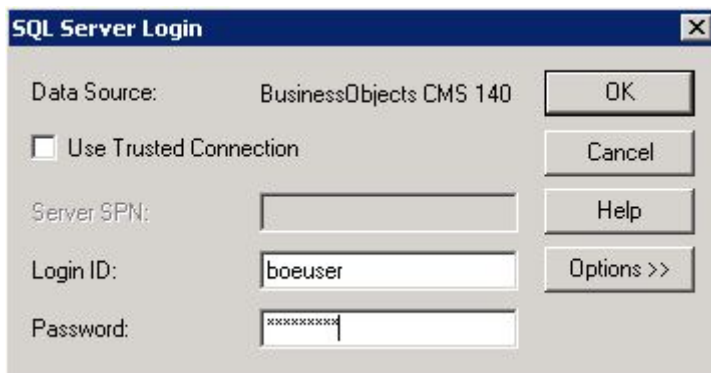 SQL Server Login
Data Source: BusinessObjects CMS 140 OK
Use Trusted Connection Cancel
Server SPN: Help
Login ID: boeuser Options >>
Password: *********